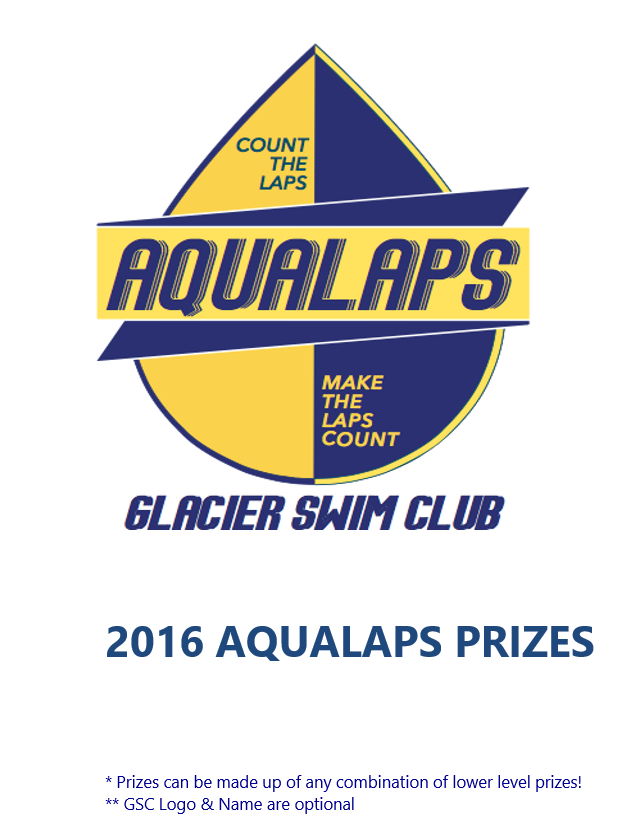 COUNT
THE
LAPS
AQUALAPS
MAKE
THE
LAPS
COUNT
GLACIER SWIM CLUB
2016 AQUALAPS PRIZES
* Prizes can be made up of any combination of lower level prizes!
** GSC Logo & Name are optional